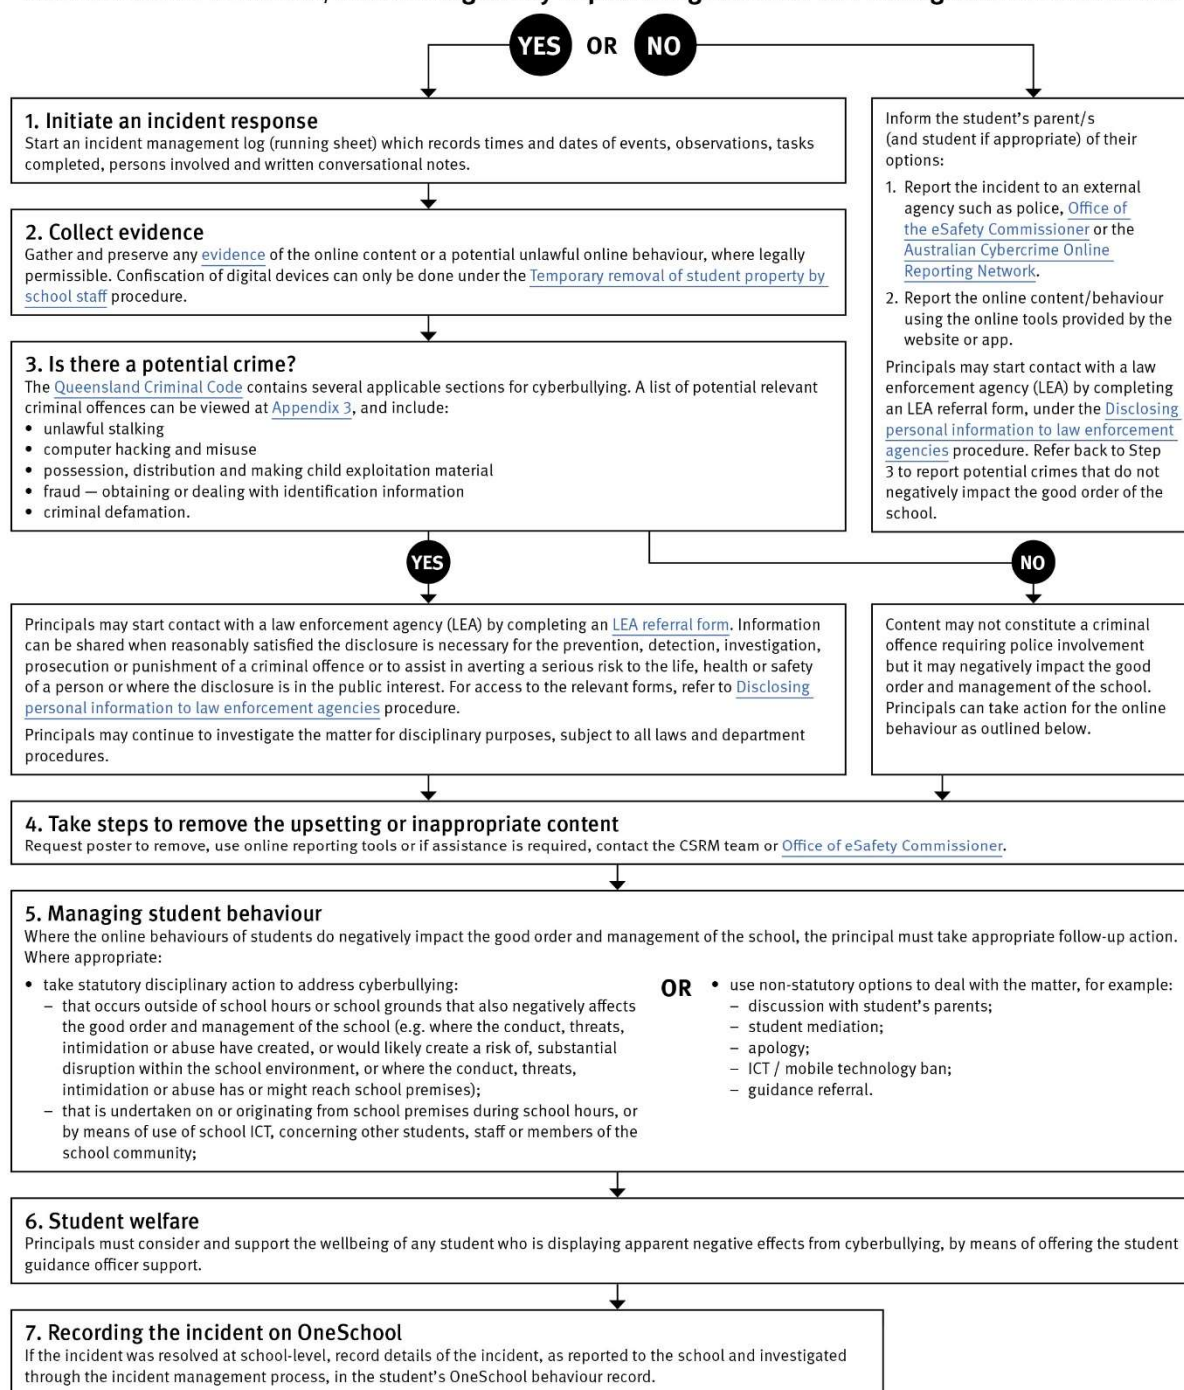 YES OR NO
1. Initiate an incident response
Start an incident management log (running sheet) which records times and dates of events, observations, tasks
completed, persons involved and written conversational notes.
2. Collect evidence
Gather and preserve any evidence of the online content or a potential unlawful online behaviour, where legally
permissible. Confiscation of digital devices can only be done under the Temporary removal of student property by
school staff procedure.
3. Is there a potential crime?
The Queensland Criminal Code contains several applicable sections for cyberbullying. A list of potential relevant
criminal offences can be viewed at Appendix 3, and include:
• unlawful stalking
• computer hacking and misuse
• possession, distribution and making child exploitation material
• fraud — obtaining or dealing with identification information
• criminal defamation.
Inform the student's parent/s
(and student if appropriate) of their
options:
1. Report the incident to an external
agency such as police, Office of
the eSafety Commissioner or the
Australian Cybercrime Online
Reporting Network.
2. Report the online content/behaviour
using the online tools provided by the
website or app.
Principals may start contact with a law
enforcement agency (LEA) by completing
an LEA referral form, under the Disclosing
personal information to law enforcement
agencies procedure. Refer back to Step
3 to report potential crimes that do not
negatively impact the good order of the
school.
YES
NO
Principals may start contact with a law enforcement agency (LEA) by completing an LEA referral form. Information
can be shared when reasonably satisfied the disclosure is necessary for the prevention, detection, investigation,
prosecution or punishment of a criminal offence or to assist in averting a serious risk to the life, health or safety
of a person or where the disclosure is in the public interest. For access to the relevant forms, refer to Disclosing
personal information to law enforcement agencies procedure.
Principals may continue to investigate the matter for disciplinary purposes, subject to all laws and department
procedures.
Content may not constitute a criminal
offence requiring police involvement
but it may negatively impact the good
order and management of the school.
Principals can take action for the online
behaviour as outlined below.
4. Take steps to remove the upsetting or inappropriate content
Request poster to remove, use online reporting tools or if assistance is required, contact the CSRM team or Office of eSafety Commissioner.
5. Managing student behaviour
Where the online behaviours of students do negatively impact the good order and management of the school, the principal must take appropriate follow-up action.
Where appropriate:
• take statutory disciplinary action to address cyberbullying:
– that occurs outside of school hours or school grounds that also negatively affects
the good order and management of the school (e.g. where the conduct, threats,
intimidation or abuse have created, or would likely create a risk of, substantial
disruption within the school environment, or where the conduct, threats,
intimidation or abuse has or might reach school premises);
– that is undertaken on or originating from school premises during school hours, or
by means of use of school ICT, concerning other students, staff or members of the
school community;
OR
• use non-statutory options to deal with the matter, for example:
– discussion with student's parents;
– student mediation;
– apology;
– ICT / mobile technology ban;
– guidance referral.
6. Student welfare
Principals must consider and support the wellbeing of any student who is displaying apparent negative effects from cyberbullying, by means of offering the student
guidance officer support.
7. Recording the incident on OneSchool
If the incident was resolved at school-level, record details of the incident, as reported to the school and investigated
through the incident management process, in the student's OneSchool behaviour record.